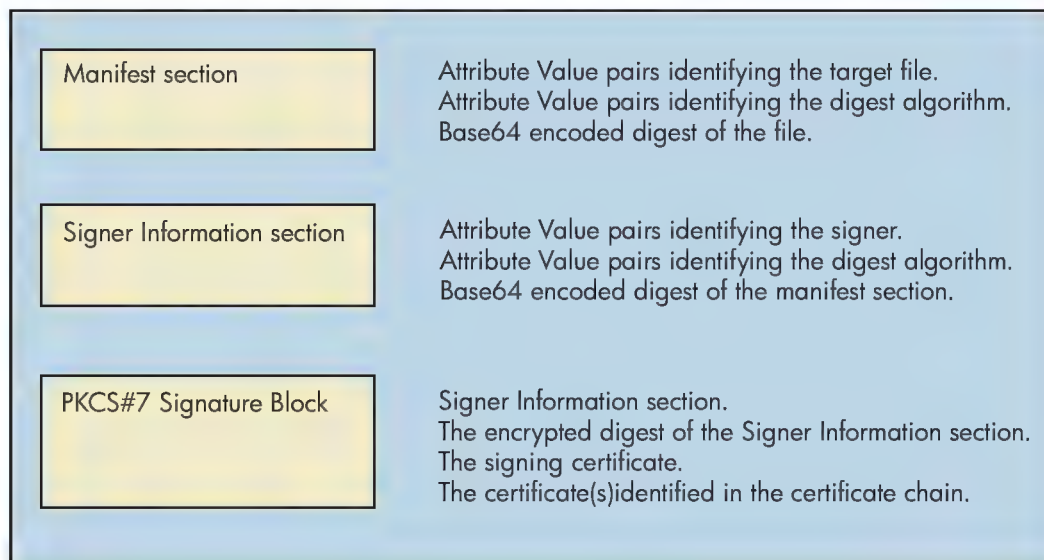 Manifest section
Attribute Value pairs identifying the target file.
Attribute Value pairs identifying the digest algorithm.
Base64 encoded digest of the file.
Signer Information section
Attribute Value pairs identifying the signer.
Attribute Value pairs identifying the digest algorithm.
Base64 encoded digest of the manifest section.
PKCS#7 Signature Block
Signer Information section.
The encrypted digest of the Signer Information section.
The signing certificate.
The certificate(s)identified in the certificate chain.